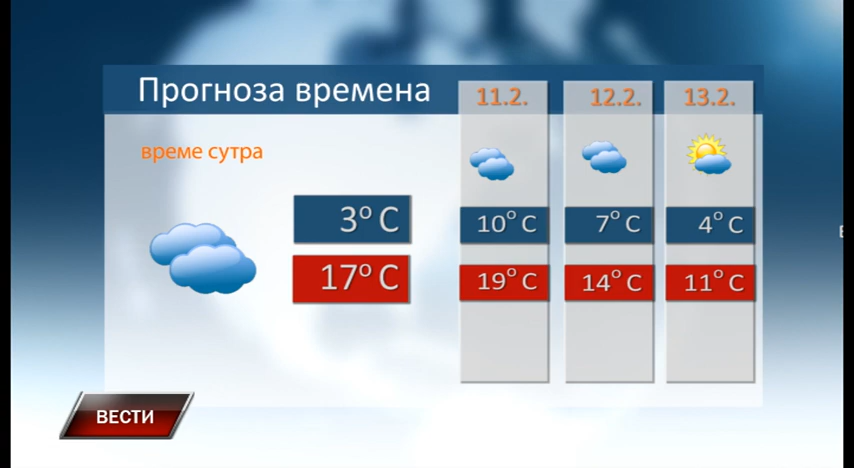 Прогноза времена
време сутра
3° C
17° C
11.2.
10° C
19° C
12.2.
7° C
14° C
13.2.
4° C
11° C
ВЕСТИ